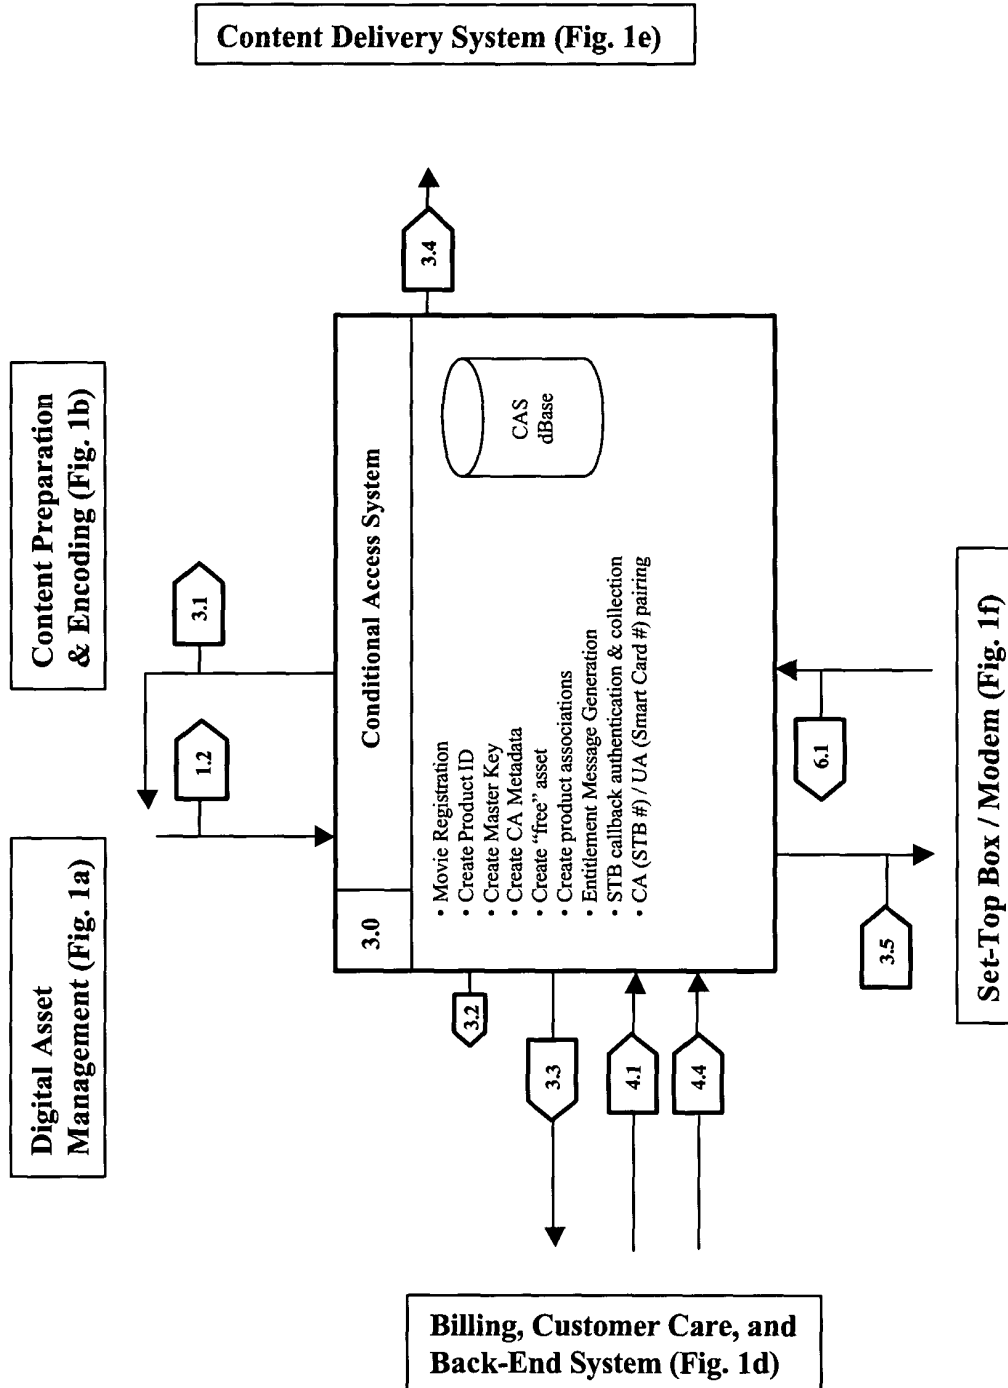 Content Delivery System (Fig. 1e)
3.4
Content Preparation
& Encoding (Fig. 1b)
3.1
1.2
Digital Asset
Management (Fig. 1a)
3.0
Conditional Access System
• Movie Registration
• Create Product ID
• Create Master Key
• Create CA Metadata
• Create “free” asset
• Create product associations
• Entitlement Message Generation
• STB callback authentication & collection
• CA (STB #) / UA (Smart Card #) pairing
CAS
dBase
3.2
3.3
4.1
4.4
6.1
3.5
Set-Top Box / Modem (Fig. 1f)
Billing, Customer Care, and
Back-End System (Fig. 1d)